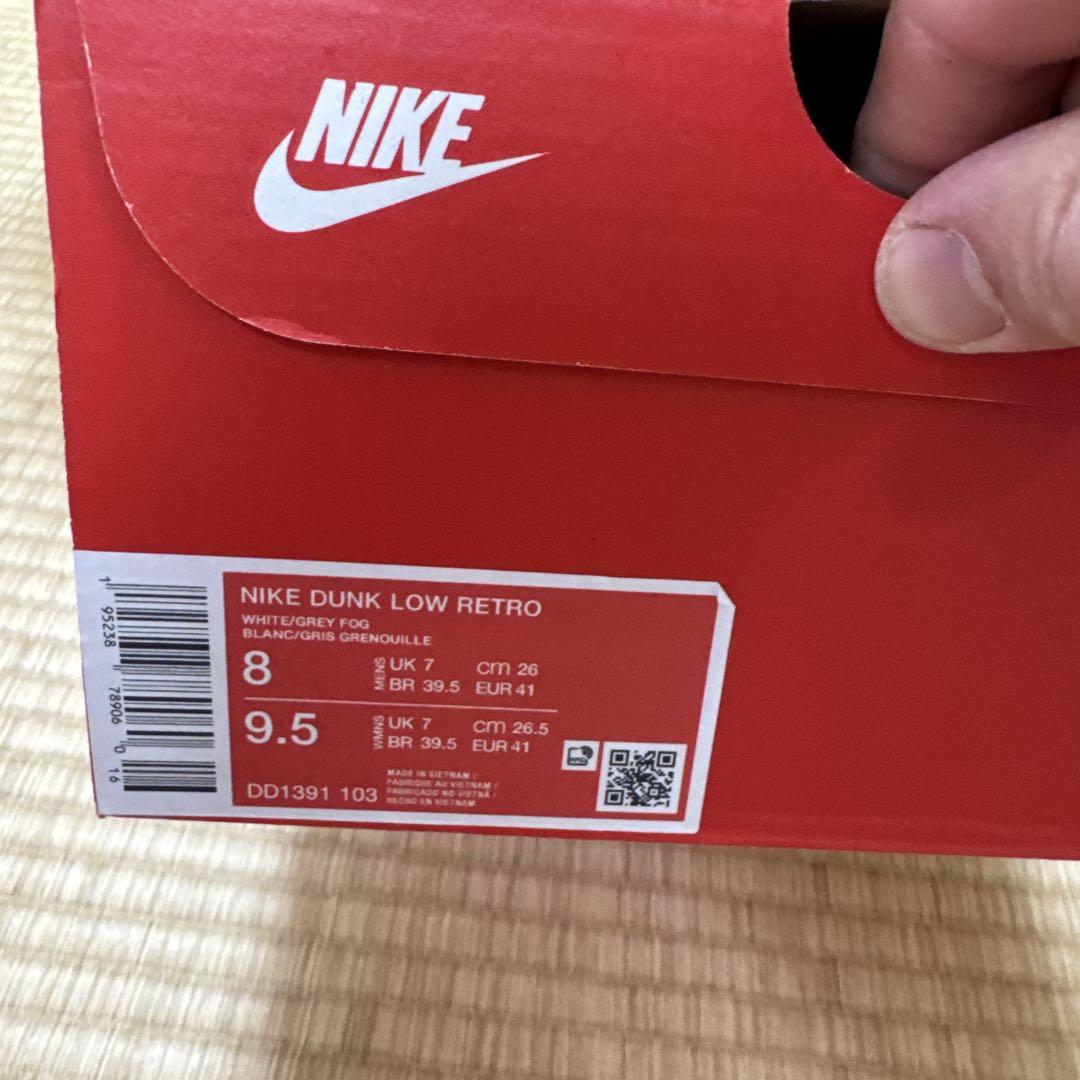 NIKE
NIKE DUNK LOW RETRO
WHITE/GREY FOG
BLANC/GRIS GRENOUILLE
8 MENS UK 7 cm 26
BR 39.5 EUR 41
9.5 WMNS UK 7 cm 26.5
BR 39.5 EUR 41
DD1391 103
MADE IN VIETNAM /
FABRIQUE AU VIETNAM /
FABRICADO NO VIETNÃ /
HECHO EN VIETNAM
1 95238 78906 0 16